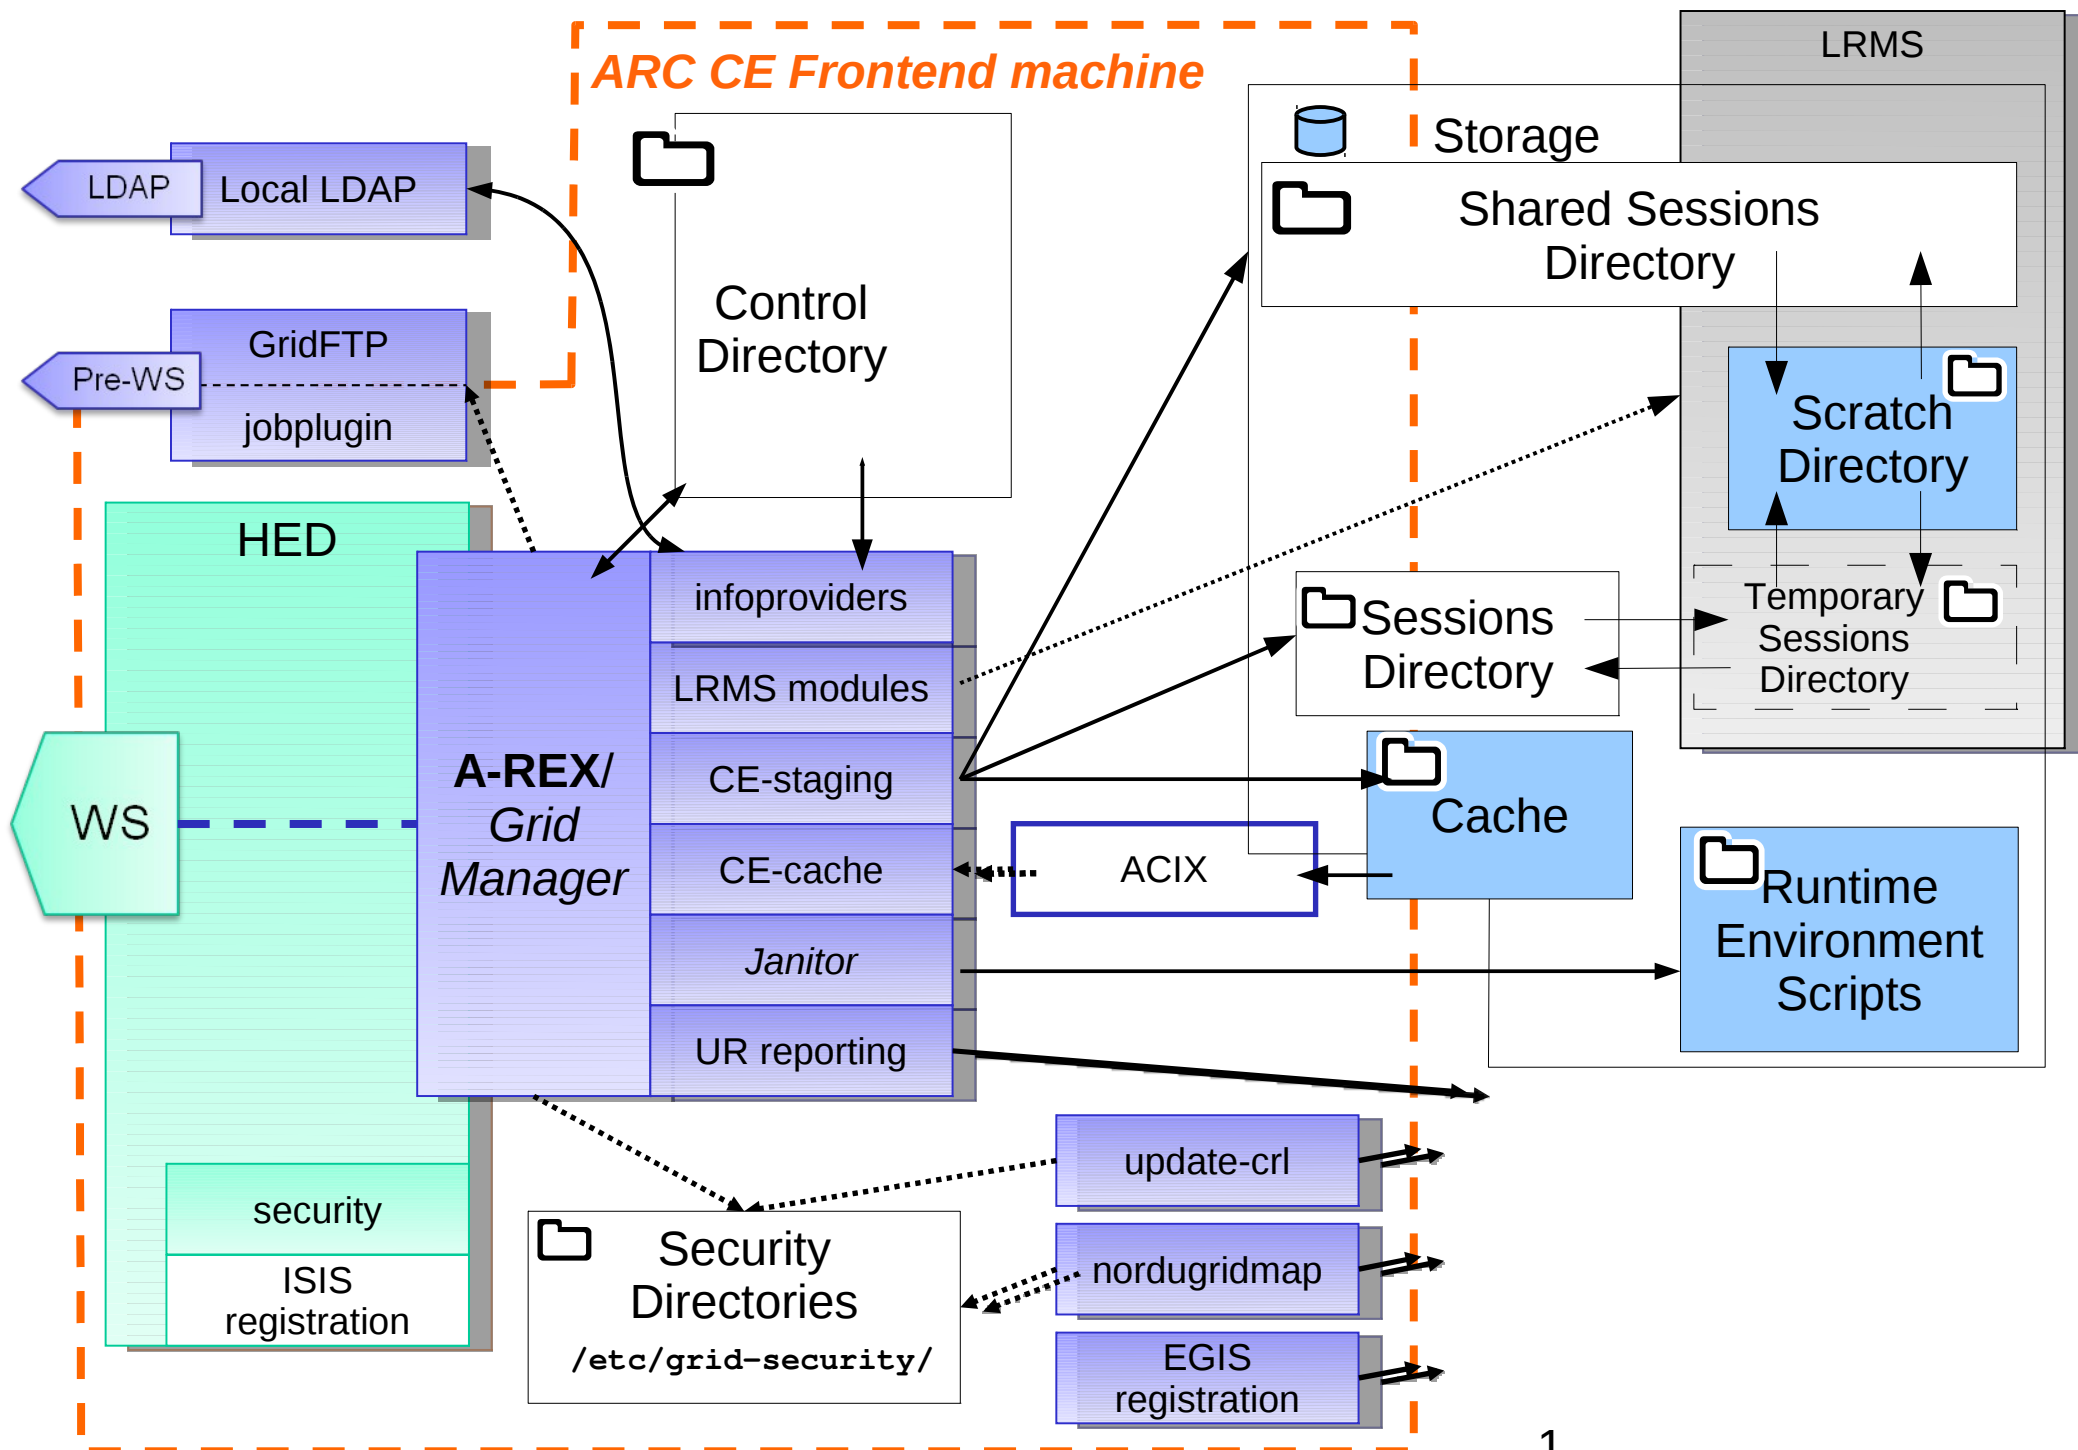 ARC CE Frontend machine
LRMS
Storage
LDAP
Local LDAP
Shared Sessions
Directory
Control
Directory
GridFTP
Pre-WS
jobplugin
Scratch
Directory
HED
infoproviders
LRMS modules
CE-staging
CE-cache
Janitor
UR reporting
A-REX/
Grid
Manager
WS
Sessions
Directory
Temporary
Sessions
Directory
Cache
ACIX
Runtime
Environment
Scripts
security
ISIS
registration
Security
Directories
/etc/grid-security/
update-crl
nordugridmap
EGIS
registration
1